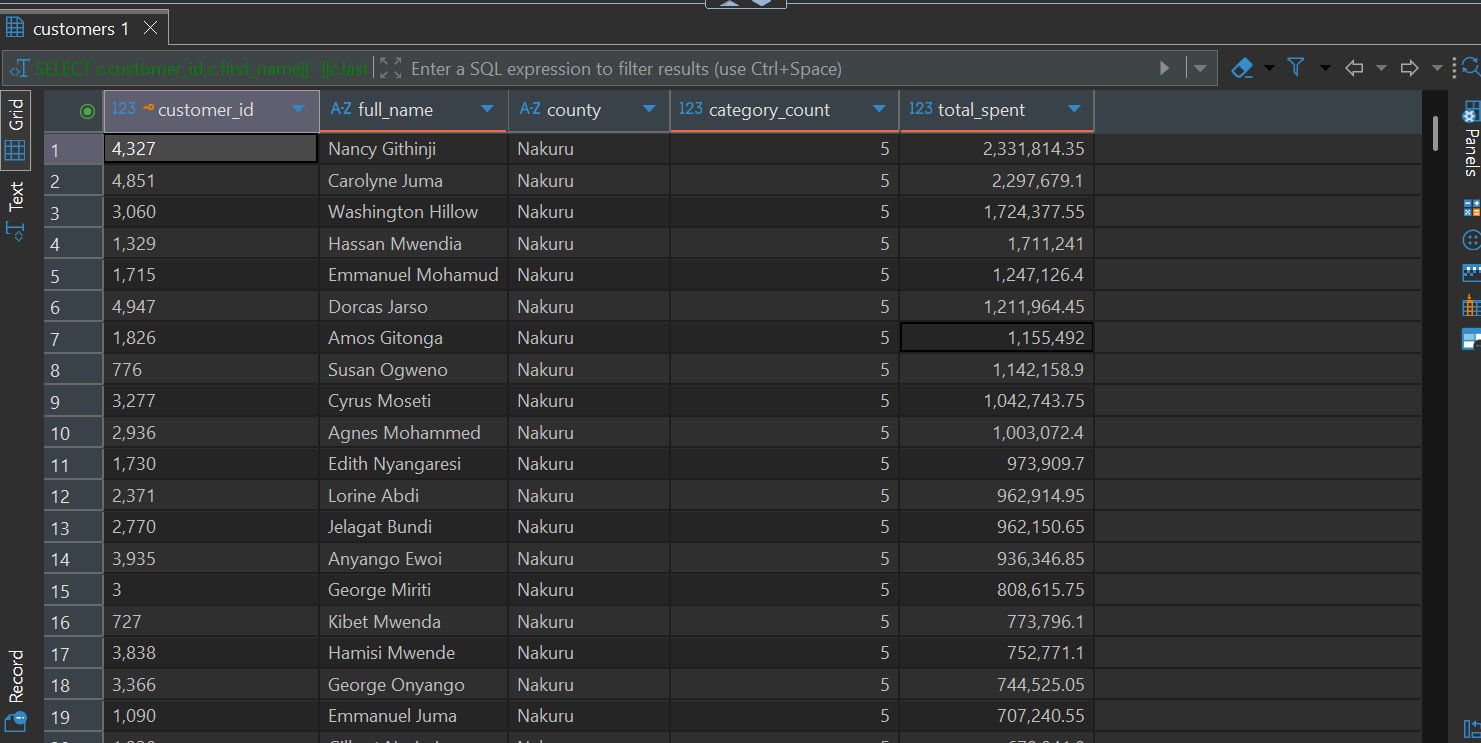 customers 1
SELECT c.customer_id,c.first_name||' '||c.last Enter a SQL expression to filter results (use Ctrl+Space)
Grid
Text
Record
Panels
123 customer_id A-Z full_name A-Z county 123 category_count 123 total_spent
1 4,327 Nancy Githinji Nakuru 5 2,331,814.35
2 4,851 Carolyne Juma Nakuru 5 2,297,679.1
3 3,060 Washington Hillow Nakuru 5 1,724,377.55
4 1,329 Hassan Mwendia Nakuru 5 1,711,241
5 1,715 Emmanuel Mohamud Nakuru 5 1,247,126.4
6 4,947 Dorcas Jarso Nakuru 5 1,211,964.45
7 1,826 Amos Gitonga Nakuru 5 1,155,492
8 776 Susan Ogweno Nakuru 5 1,142,158.9
9 3,277 Cyrus Moseti Nakuru 5 1,042,743.75
10 2,936 Agnes Mohammed Nakuru 5 1,003,072.4
11 1,730 Edith Nyangaresi Nakuru 5 973,909.7
12 2,371 Lorine Abdi Nakuru 5 962,914.95
13 2,770 Jelagat Bundi Nakuru 5 962,150.65
14 3,935 Anyango Ewoi Nakuru 5 936,346.85
15 3 George Miriti Nakuru 5 808,615.75
16 727 Kibet Mwenda Nakuru 5 773,796.1
17 3,838 Hamisi Mwende Nakuru 5 752,771.1
18 3,366 George Onyango Nakuru 5 744,525.05
19 1,090 Emmanuel Juma Nakuru 5 707,240.55